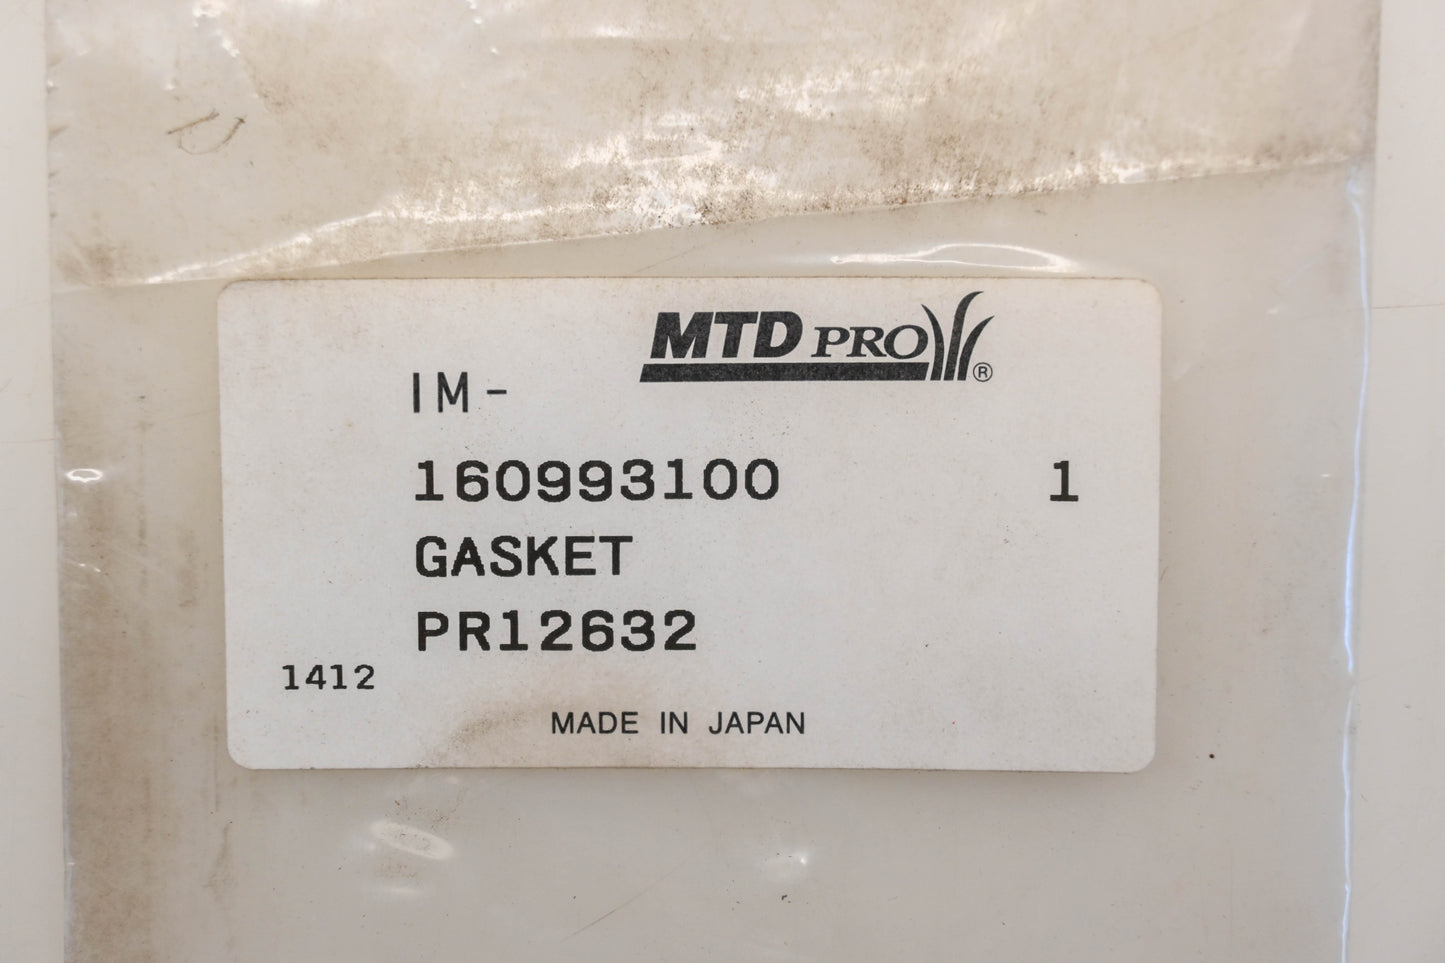 MTD PRO®
IM-
160993100 1
GASKET
PR12632
1412
MADE IN JAPAN